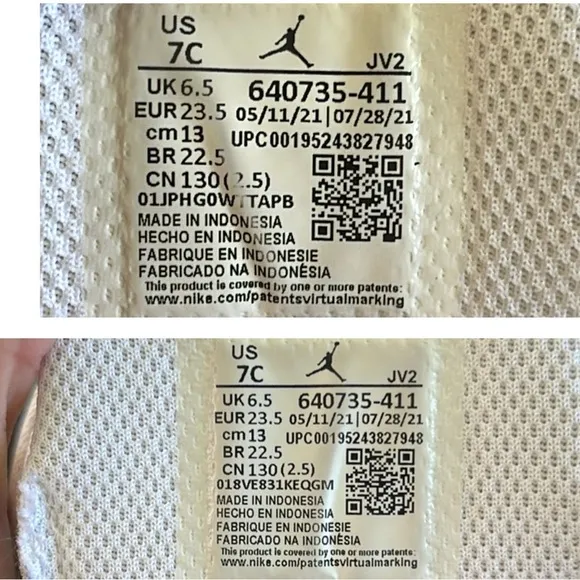 US
7C
JV2
UK 6.5 640735-411
EUR 23.5 05/11/21|07/28/21
cm 13 UPC00195243827948
BR 22.5
CN 130 (2.5)
MADE IN INDONESIA
HECHO EN INDONESIA
FABRIQUE EN INDONESIE
FABRICADO NA INDONÉSIA
This product is covered by one or more patents:
www.nike.com/patentsvirtualmarking
US
7C
JV2
UK 6.5 640735-411
EUR 23.5 05/11/21|07/28/21
cm 13 UPC00195243827948
BR 22.5
CN 130 (2.5)
018VE831KEQGM
MADE IN INDONESIA
HECHO EN INDONESIA
FABRIQUE EN INDONESIE
FABRICADO NA INDONÉSIA
This product is covered by one or more patents:
www.nike.com/patentsvirtualmarking